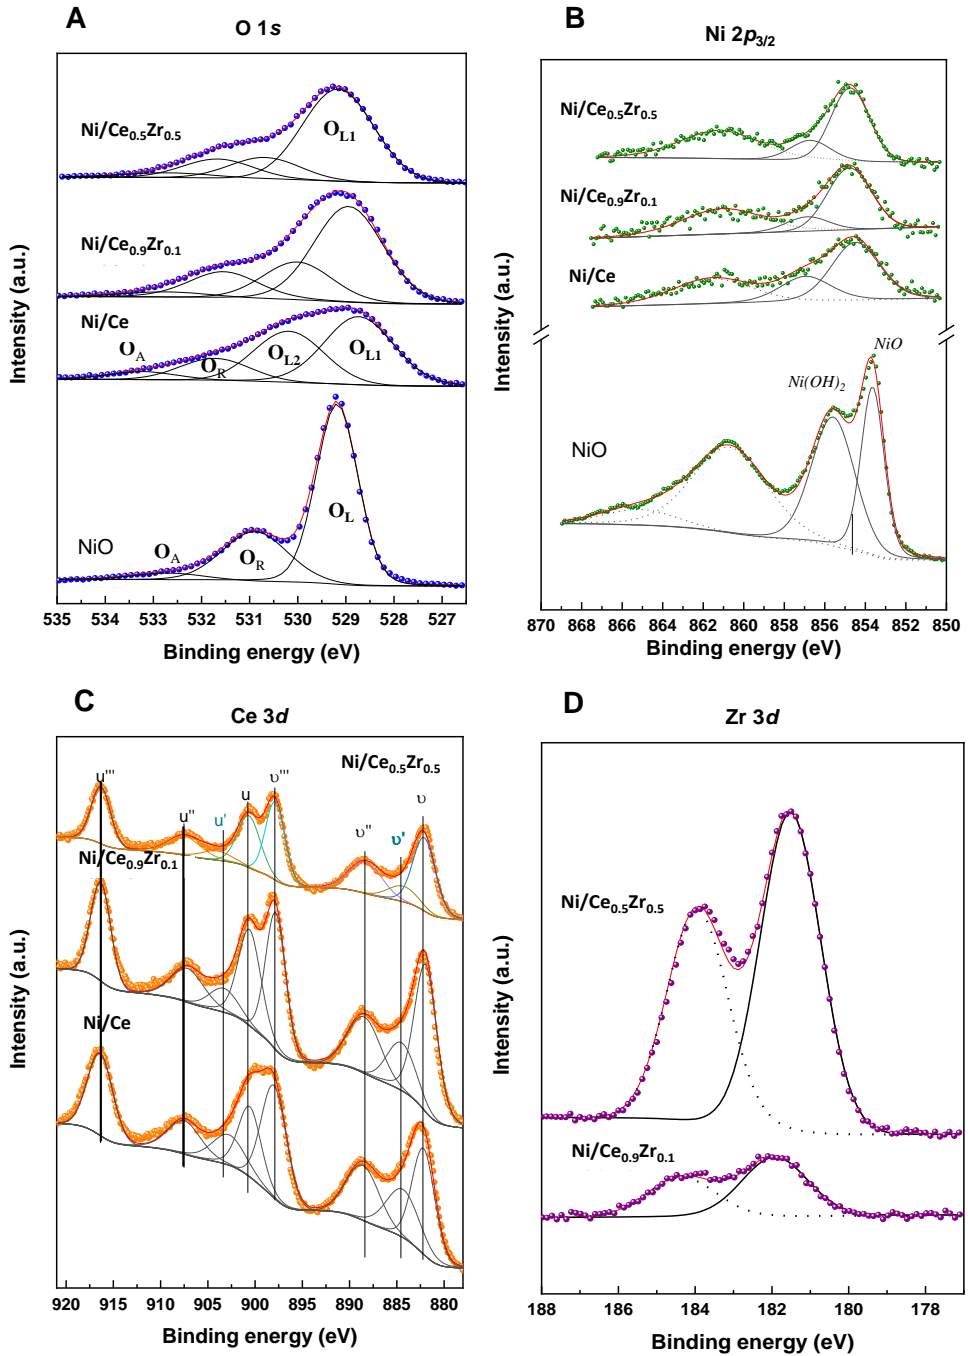 A
O 1s
Ni/Ce0.5Zr0.5
OL1
Ni/Ce0.9Zr0.1
Ni/Ce
OA
OR
OL2
OL1
NiO
OA
OR
OL
Intensity (a.u.)
535 534 533 532 531 530 529 528 527
Binding energy (eV)
B
Ni 2p3/2
Ni/Ce0.5Zr0.5
Ni/Ce0.9Zr0.1
Ni/Ce
NiO
Ni(OH)2
NiO
Intensity (a.u.)
870 868 866 864 862 860 858 856 854 852 850
Binding energy (eV)
C
Ce 3d
Ni/Ce0.5Zr0.5
u''' u'' u' u υ''' υ'' υ' υ
Ni/Ce0.9Zr0.1
Ni/Ce
Intensity (a.u.)
920 915 910 905 900 895 890 885 880
Binding energy (eV)
D
Zr 3d
Ni/Ce0.5Zr0.5
Ni/Ce0.9Zr0.1
Intensity (a.u.)
188 186 184 182 180 178
Binding energy (eV)